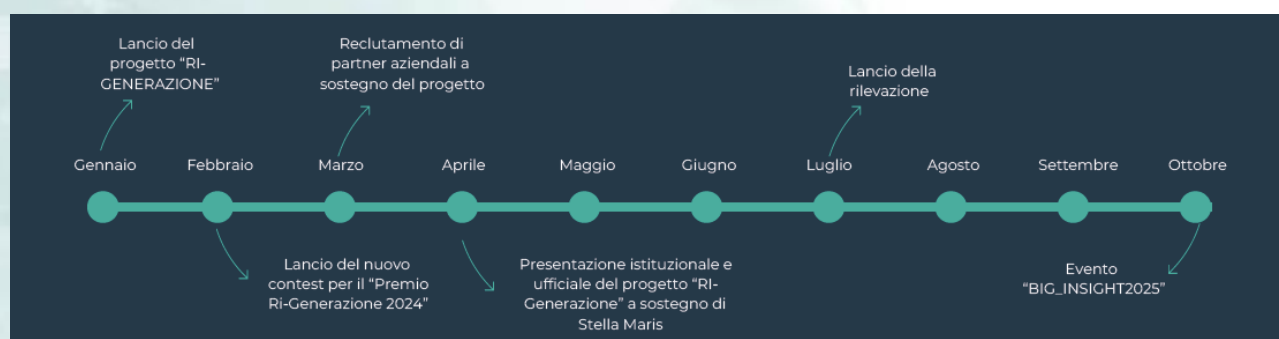 Lancio del
progetto “RI-
GENERAZIONE”
Reclutamento di
partner aziendali a
sostegno del progetto
Lancio della
rilevazione
Gennaio
Febbraio
Marzo
Aprile
Maggio
Giugno
Luglio
Agosto
Settembre
Ottobre
Lancio del nuovo
contest per il “Premio
Ri-Generazione 2024”
Presentazione istituzionale e
ufficiale del progetto “RI-
Generazione” a sostegno di
Stella Maris
Evento
“BIG_INSIGHT2025”